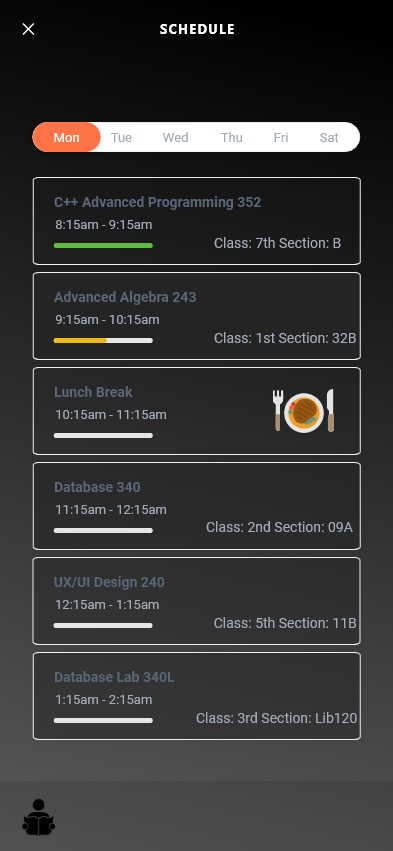 SCHEDULE
Mon Tue Wed Thu Fri Sat
C++ Advanced Programming 352
8:15am - 9:15am
Class: 7th Section: B
Advanced Algebra 243
9:15am - 10:15am
Class: 1st Section: 32B
Lunch Break
10:15am - 11:15am
Database 340
11:15am - 12:15am
Class: 2nd Section: 09A
UX/UI Design 240
12:15am - 1:15am
Class: 5th Section: 11B
Database Lab 340L
1:15am - 2:15am
Class: 3rd Section: Lib120